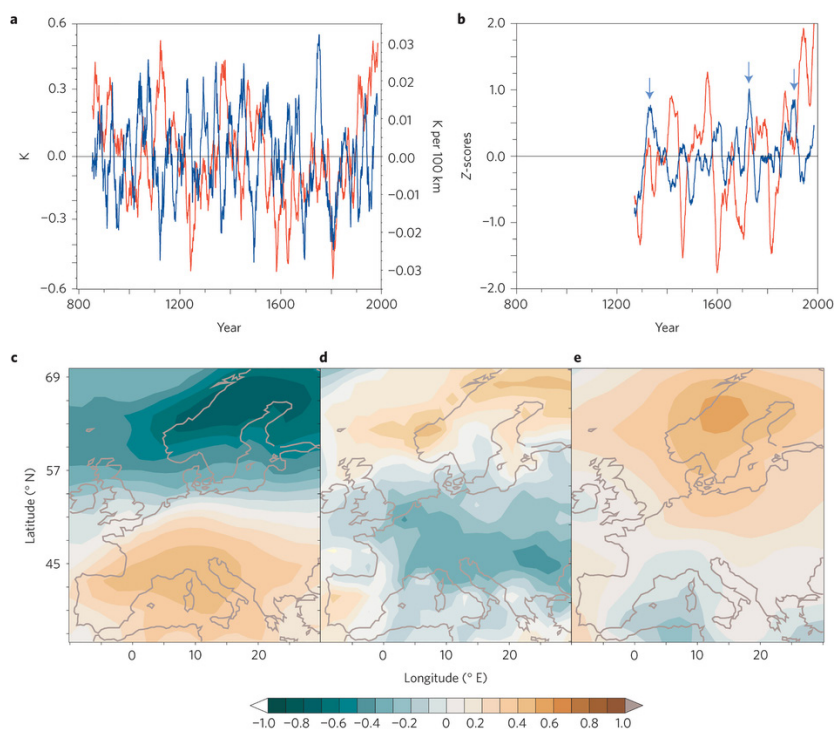 a
b
0.6
0.3
0.0
−0.3
−0.6
K
0.03
0.02
0.01
0.00
−0.01
−0.02
−0.03
K per 100 km
800
1200
1600
2000
Year
2.0
1.0
0.0
−1.0
−2.0
Z-scores
800
1200
1600
2000
Year
c
d
e
69
57
45
Latitude (° N)
0
10
20
0
10
20
0
10
20
Longitude (° E)
−1.0 −0.8 −0.6 −0.4 −0.2 0 0.2 0.4 0.6 0.8 1.0